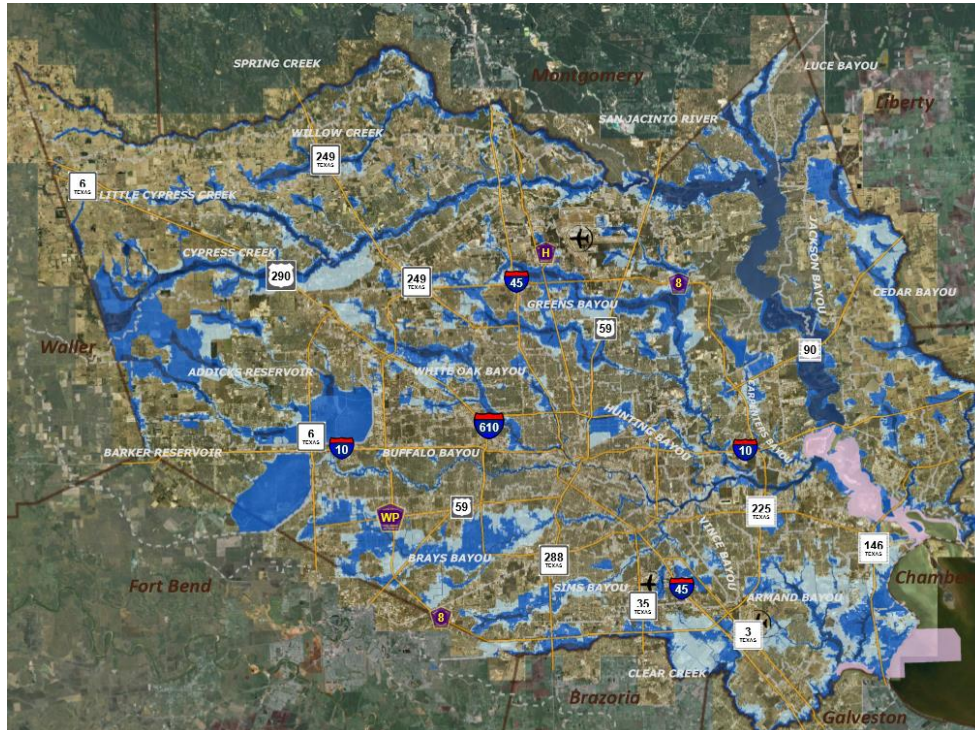 SPRING CREEK
LUCE BAYOU
Montgomery
Liberty
SAN JACINTO RIVER
WILLOW CREEK
249
TEXAS
6
TEXAS
LITTLE CYPRESS CREEK
JACKSON BAYOU
CYPRESS CREEK
H
290
249
TEXAS
45
8
CEDAR BAYOU
GREENS BAYOU
59
Waller
90
ADDICKS RESERVOIR
WHITE OAK BAYOU
CARPENTER BAYOU
HUNTING BAYOU
610
6
TEXAS
10
BARKER RESERVOIR
BUFFALO BAYOU
10
59
225
TEXAS
WP
VINCE BAYOU
146
TEXAS
BRAYS BAYOU
288
TEXAS
Fort Bend
SIMS BAYOU
45
Chambe
35
TEXAS
ARMAND BAYOU
8
3
TEXAS
CLEAR CREEK
Brazoria
Galveston